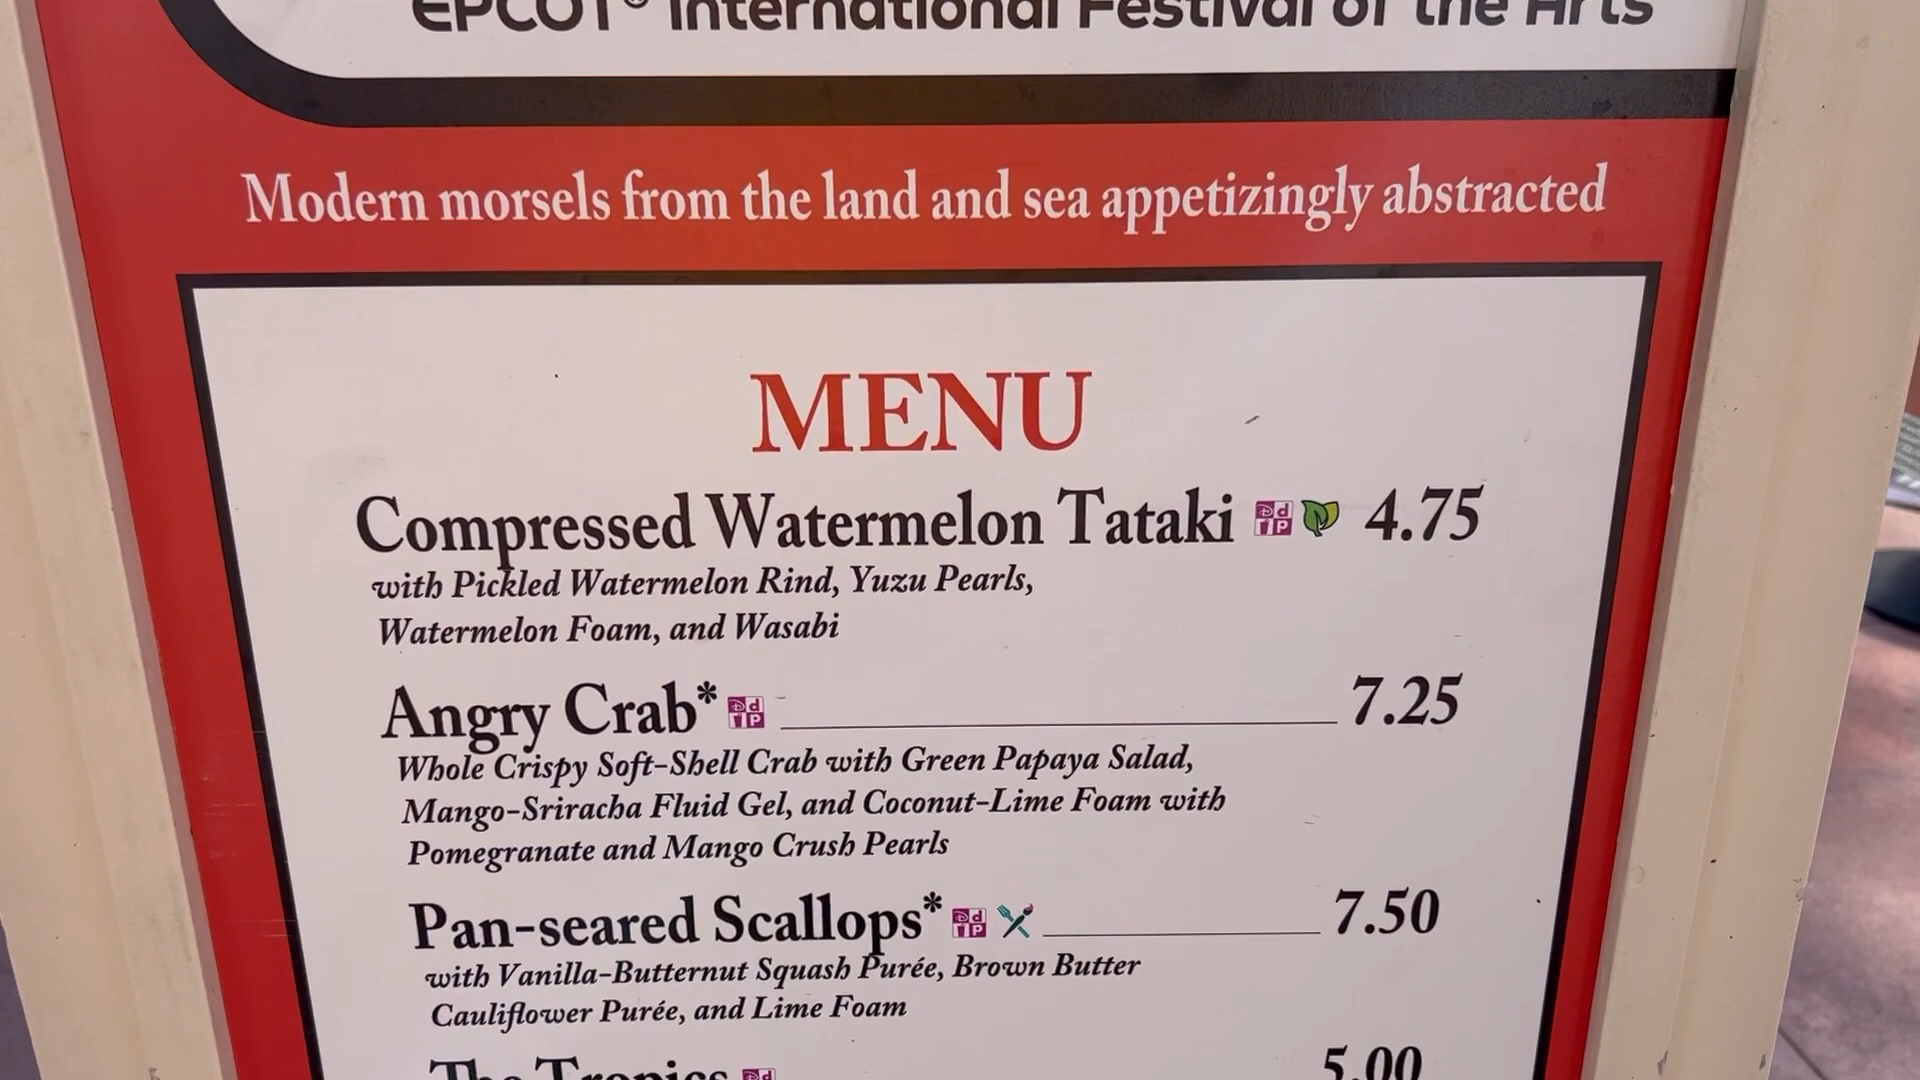 EPCOT® International Festival of the Arts
Modern morsels from the land and sea appetizingly abstracted
MENU
Compressed Watermelon Tataki 4.75
with Pickled Watermelon Rind, Yuzu Pearls,
Watermelon Foam, and Wasabi
Angry Crab* 7.25
Whole Crispy Soft-Shell Crab with Green Papaya Salad,
Mango-Sriracha Fluid Gel, and Coconut-Lime Foam with
Pomegranate and Mango Crush Pearls
Pan-seared Scallops* 7.50
with Vanilla-Butternut Squash Purée, Brown Butter
Cauliflower Purée, and Lime Foam
The Tropics 5.00